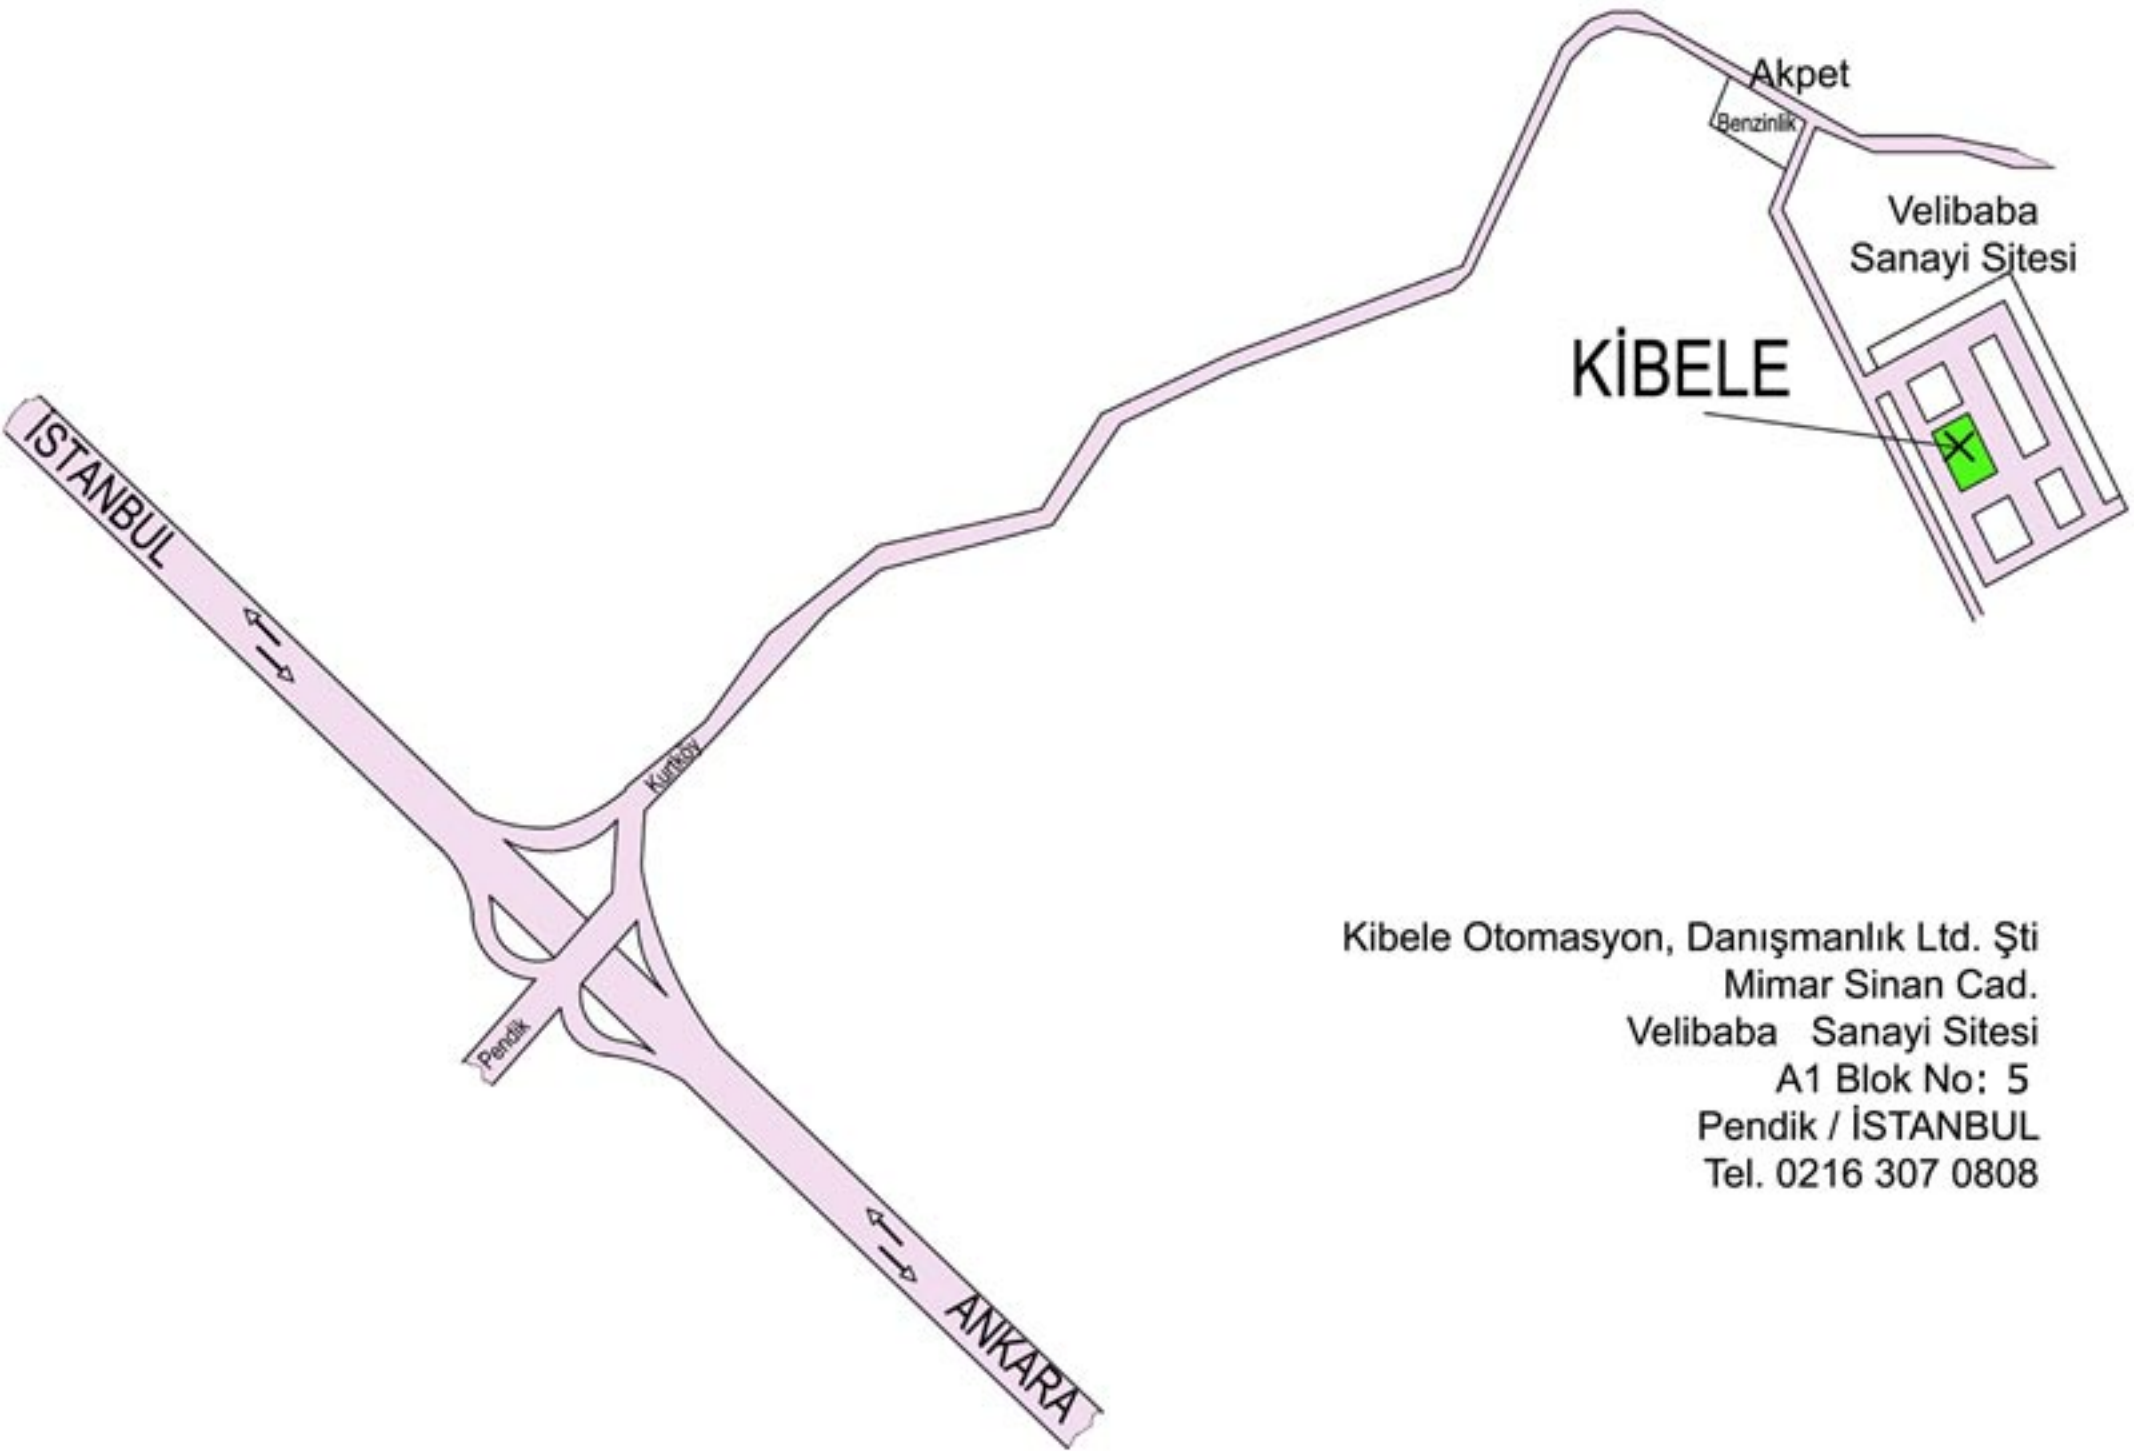 Akpet
Benzinlik
Velibaba
Sanayi Sitesi
KİBELE
İSTANBUL
Kurtköy
Pendik
ANKARA
Kibele Otomasyon, Danışmanlık Ltd. Şti
Mimar Sinan Cad.
Velibaba Sanayi Sitesi
A1 Blok No: 5
Pendik / İSTANBUL
Tel. 0216 307 0808